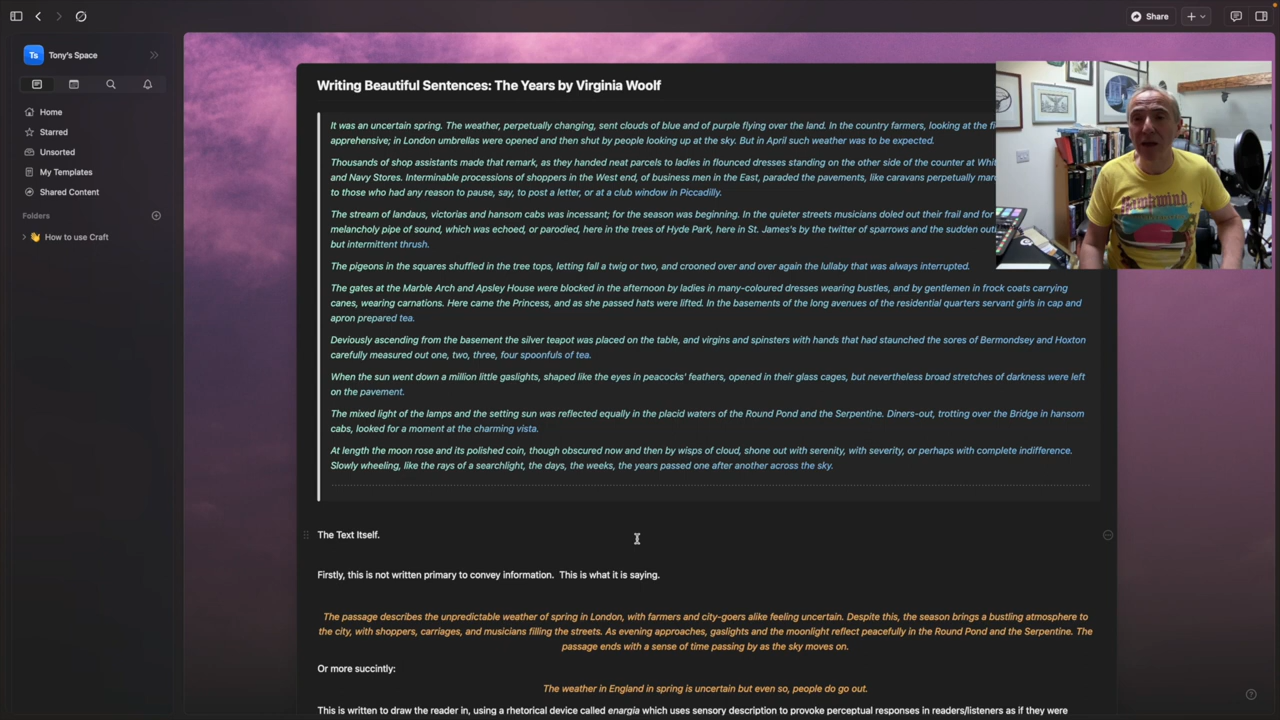 Share
Ts
Tony's Space
Home
Starred
Unsorted
My Templates
Shared Content
Folders
👋 How to use Craft
Writing Beautiful Sentences: The Years by Virginia Woolf
It was an uncertain spring. The weather, perpetually changing, sent clouds of blue and of purple flying over the land. In the country farmers, looking at the
apprehensive; in London umbrellas were opened and then shut by people looking up at the sky. But in April such weather was to be expected.
Thousands of shop assistants made that remark, as they handed neat parcels to ladies in flounced dresses standing on the other side of the counter at
and Navy Stores. Interminable processions of shoppers in the West end, of business men in the East, paraded the pavements, like caravans perpetually
to those who had any reason to pause, say, to post a letter, or at a club window in Piccadilly.
The stream of landaus, victorias and hansom cabs was incessant; for the season was beginning. In the quieter streets musicians doled out their frail and for
melancholy pipe of sound, which was echoed, or parodied, here in the trees of Hyde Park, here in St. James's by the twitter of sparrows and the sudden
but intermittent thrush.
The pigeons in the squares shuffled in the tree tops, letting fall a twig or two, and crooned over and over again the lullaby that was always interrupted.
The gates at the Marble Arch and Apsley House were blocked in the afternoon by ladies in many-coloured dresses wearing bustles, and by gentlemen in frock coats carrying
canes, wearing carnations. Here came the Princess, and as she passed hats were lifted. In the basements of the long avenues of the residential quarters servant girls in cap and
apron prepared tea.
Deviously ascending from the basement the silver teapot was placed on the table, and virgins and spinsters with hands that had staunched the sores of Bermondsey and Hoxton
carefully measured out one, two, three, four spoonfuls of tea.
When the sun went down a million little gaslights, shaped like the eyes in peacocks' feathers, opened in their glass cages, but nevertheless broad stretches of darkness were left
on the pavement.
The mixed light of the lamps and the setting sun was reflected equally in the placid waters of the Round Pond and the Serpentine. Diners-out, trotting over the Bridge in hansom
cabs, looked for a moment at the charming vista.
At length the moon rose and its polished coin, though obscured now and then by wisps of cloud, shone out with serenity, with severity, or perhaps with complete indifference.
Slowly wheeling, like the rays of a searchlight, the days, the weeks, the years passed one after another across the sky.
The Text Itself.
Firstly, this is not written primary to convey information. This is what it is saying.
The passage describes the unpredictable weather of spring in London, with farmers and city-goers alike feeling uncertain. Despite this, the season brings a bustling atmosphere to
the city, with shoppers, carriages, and musicians filling the streets. As evening approaches, gaslights and the moonlight reflect peacefully in the Round Pond and the Serpentine. The
passage ends with a sense of time passing by as the sky moves on.
Or more succintly:
The weather in England in spring is uncertain but even so, people do go out.
This is written to draw the reader in, using a rhetorical device called enargia which uses sensory description to provoke perceptual responses in readers/listeners as if they were